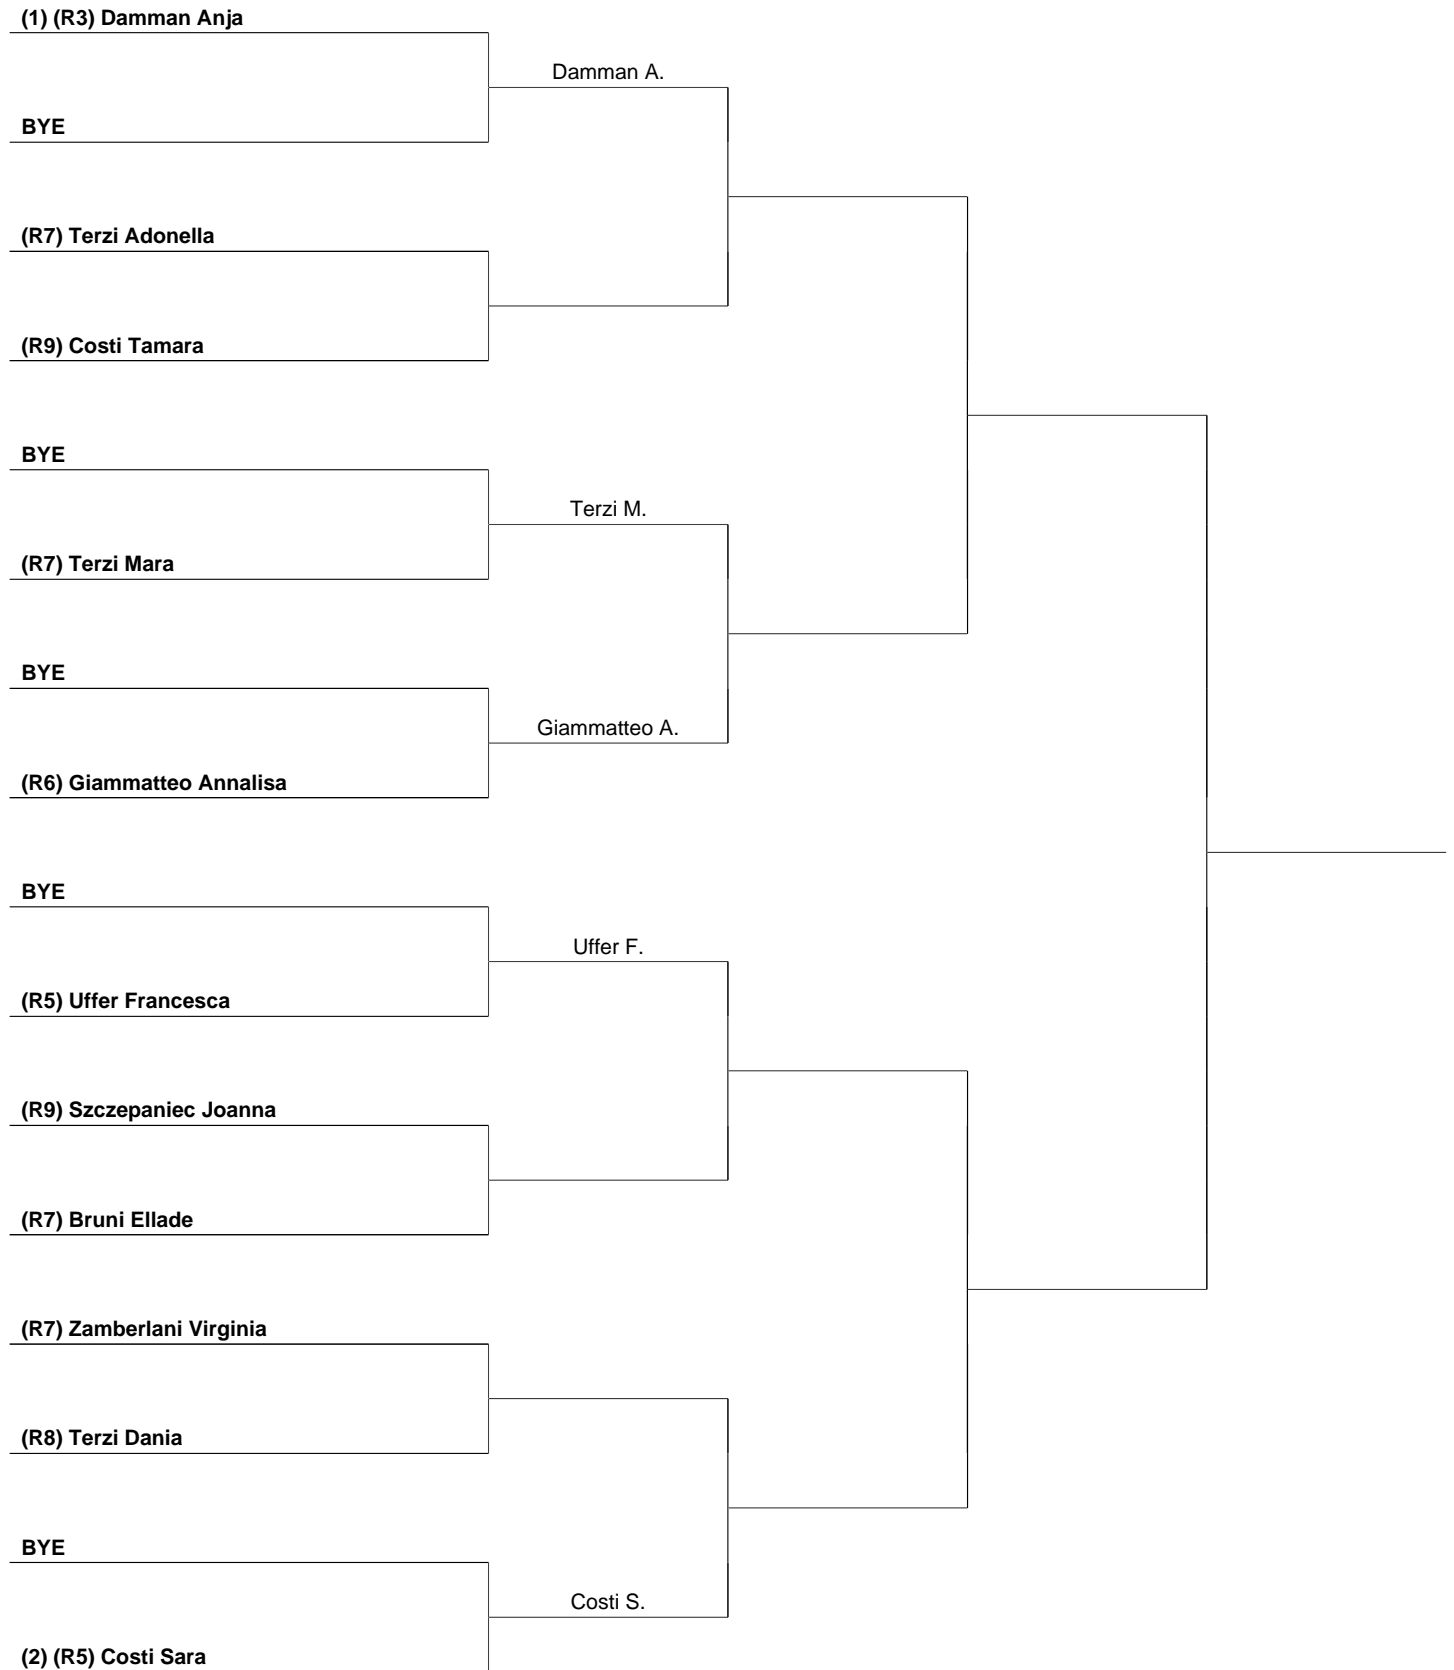 (1) (R3) Damman Anja
Damman A.
BYE
(R7) Terzi Adonella
(R9) Costi Tamara
BYE
Terzi M.
(R7) Terzi Mara
BYE
Giammatteo A.
(R6) Giammatteo Annalisa
BYE
Uffer F.
(R5) Uffer Francesca
(R9) Szczepaniec Joanna
(R7) Bruni Ellade
(R7) Zamberlani Virginia
(R8) Terzi Dania
BYE
Costi S.
(2) (R5) Costi Sara